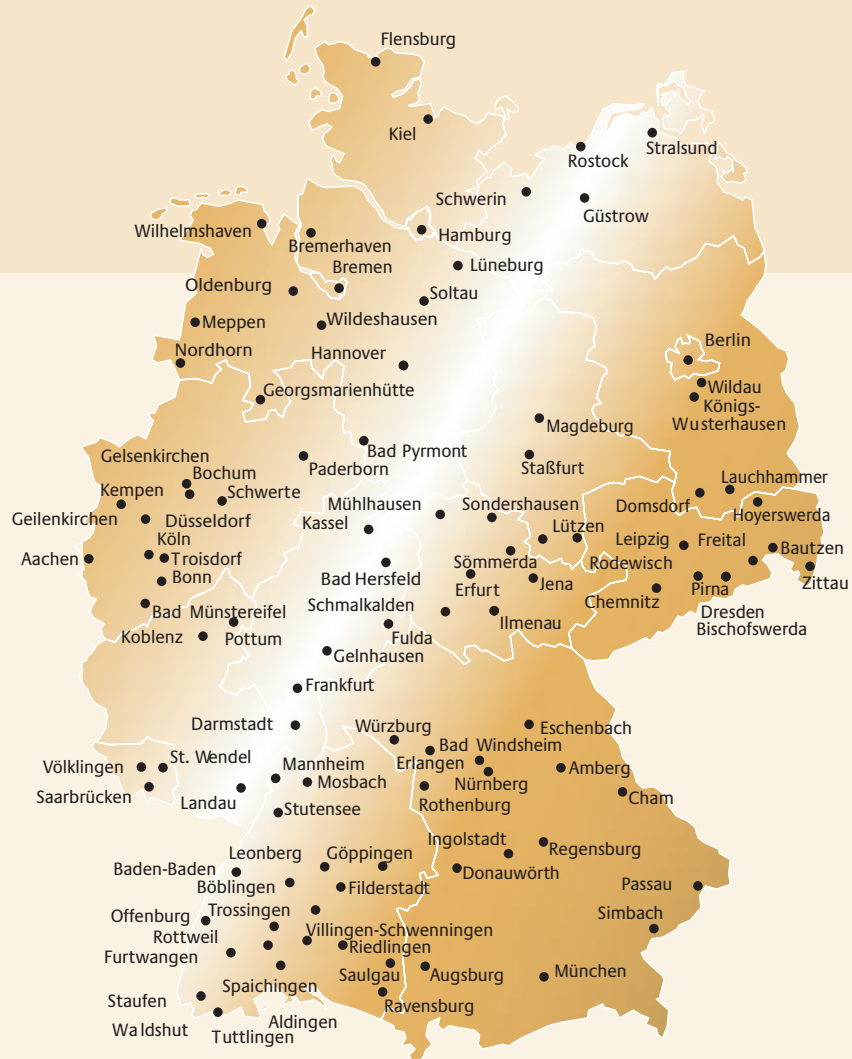 Flensburg
Kiel
Rostock
Stralsund
Schwerin
Güstrow
Wilhelmshaven
Bremerhaven
Hamburg
Bremen
Lüneburg
Oldenburg
Soltau
Meppen
Wildeshausen
Nordhorn
Hannover
Berlin
Georgsmarienhütte
Wildau
Königs-
Wusterhausen
Magdeburg
Bad Pyrmont
Gelsenkirchen
Paderborn
Staßfurt
Bochum
Kempen
Schwerte
Lauchhammer
Mühlhausen
Sondershausen
Domsdorf
Hoyerswerda
Geilenkirchen
Düsseldorf
Kassel
Lützen
Köln
Leipzig
Freital
Bautzen
Aachen
Troisdorf
Sömmerda
Rodewisch
Bonn
Bad Hersfeld
Erfurt
Jena
Pirna
Zittau
Bad Münstereifel
Schmalkalden
Chemnitz
Dresden
Koblenz
Pottum
Fulda
Ilmenau
Bischofswerda
Gelnhausen
Frankfurt
Darmstadt
Würzburg
Eschenbach
Bad Windsheim
St. Wendel
Völklingen
Mannheim
Erlangen
Amberg
Mosbach
Nürnberg
Saarbrücken
Landau
Rothenburg
Cham
Stutensee
Ingolstadt
Regensburg
Leonberg
Göppingen
Baden-Baden
Donauwörth
Böblingen
Filderstadt
Passau
Offenburg
Trossingen
Simbach
Rottweil
Villingen-Schwenningen
Furtwangen
Riedlingen
Saulgau
Augsburg
München
Spaichingen
Staufen
Ravensburg
Aldingen
Waldshut
Tuttlingen